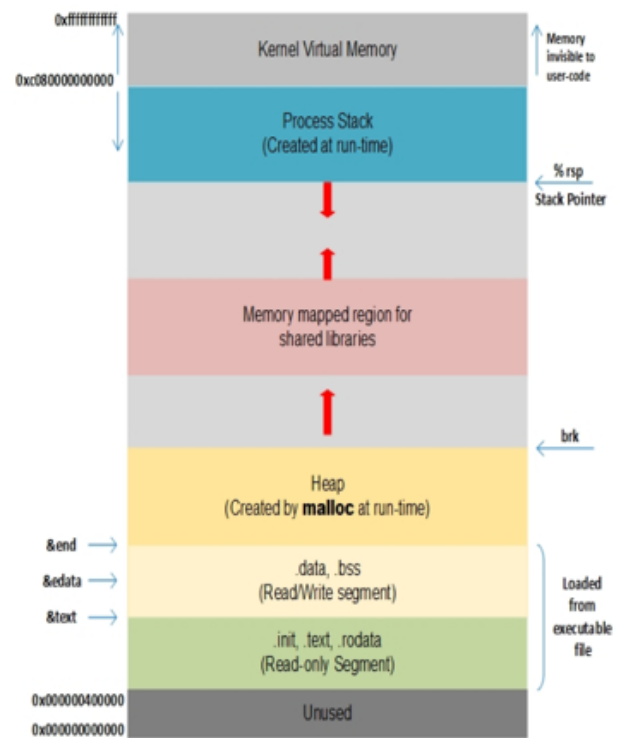 0xffffffffffff
Kernel Virtual Memory
Memory
invisible to
user-code
0xc080000000000
Process Stack
(Created at run-time)
% rsp
Stack Pointer
Memory mapped region for
shared libraries
brk
Heap
(Created by malloc at run-time)
&end
.data, .bss
(Read/Write segment)
&edata
&text
Loaded
from
executable
file
.init, .text, .rodata
(Read-only Segment)
0x000000400000
Unused
0x000000000000